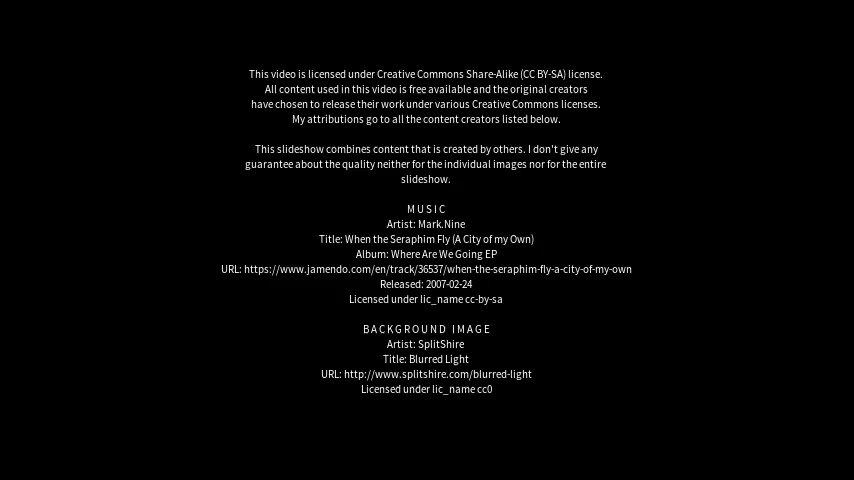 This video is licensed under Creative Commons Share-Alike (CC BY-SA) license.
All content used in this video is free available and the original creators
have chosen to release their work under various Creative Commons licenses.
My attributions go to all the content creators listed below.
This slideshow combines content that is created by others. I don't give any
guarantee about the quality neither for the individual images nor for the entire
slideshow.
MUSIC
Artist: Mark.Nine
Title: When the Seraphim Fly (A City of my Own)
Album: Where Are We Going EP
URL: https://www.jamendo.com/en/track/36537/when-the-seraphim-fly-a-city-of-my-own
Released: 2007-02-24
Licensed under lic_name cc-by-sa
BACKGROUND IMAGE
Artist: SplitShire
Title: Blurred Light
URL: http://www.splitshire.com/blurred-light
Licensed under lic_name cc0